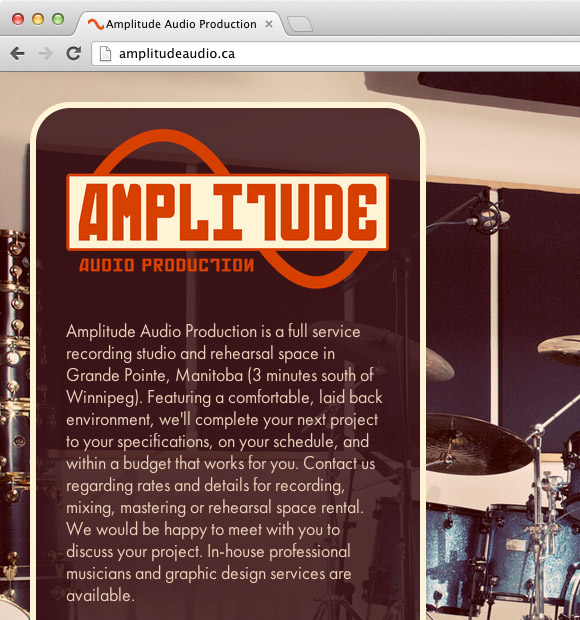 Amplitude Audio Production
amplitudeaudio.ca
AMPLITUDE
AUDIO PRODUCTION
Amplitude Audio Production is a full service
recording studio and rehearsal space in
Grande Pointe, Manitoba (3 minutes south of
Winnipeg). Featuring a comfortable, laid back
environment, we'll complete your next project
to your specifications, on your schedule, and
within a budget that works for you. Contact us
regarding rates and details for recording,
mixing, mastering or rehearsal space rental.
We would be happy to meet with you to
discuss your project. In-house professional
musicians and graphic design services are
available.